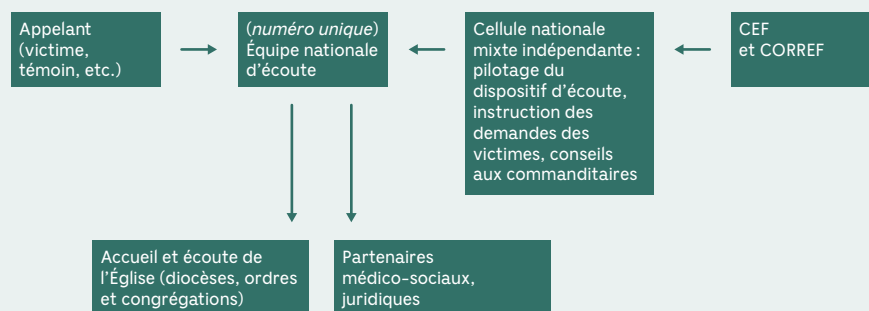 Appelant
(victime,
témoin, etc.)
(numéro unique)
Équipe nationale
d’écoute
Cellule nationale
mixte indépendante :
pilotage du
dispositif d’écoute,
instruction des
demandes des
victimes, conseils
aux commanditaires
CEF
et CORREF
Accueil et écoute de
l’Église (diocèses, ordres
et congrégations)
Partenaires
médico-sociaux,
juridiques